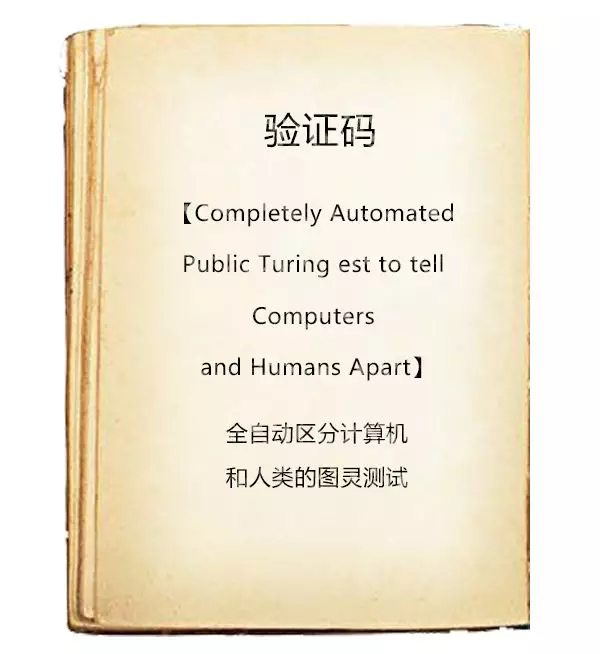 验证码
【Completely Automated
Public Turing est to tell
Computers
and Humans Apart】
全自动区分计算机
和人类的图灵测试